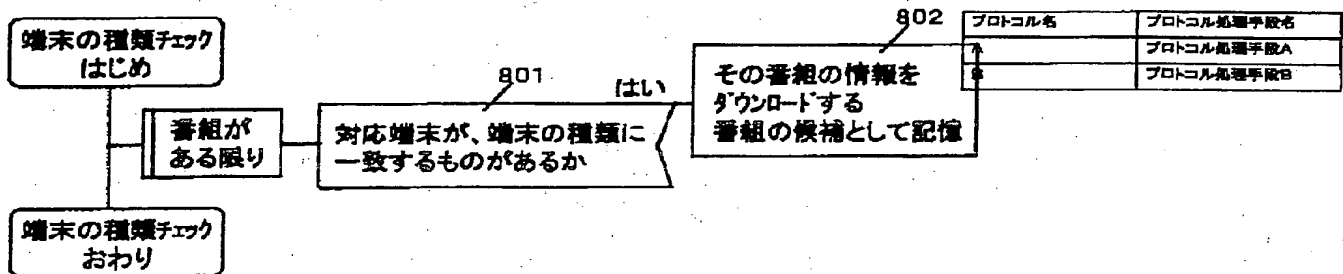 端末の種類チェック
はじめ
番組が
ある限り
801
対応端末が、端末の種類に
一致するものがあるか
はい
802
その番組の情報を
ダウンロードする
番組の候補として記憶
プロトコル名 プロトコル処理手段名
A プロトコル処理手段A
B プロトコル処理手段B
端末の種類チェック
おわり